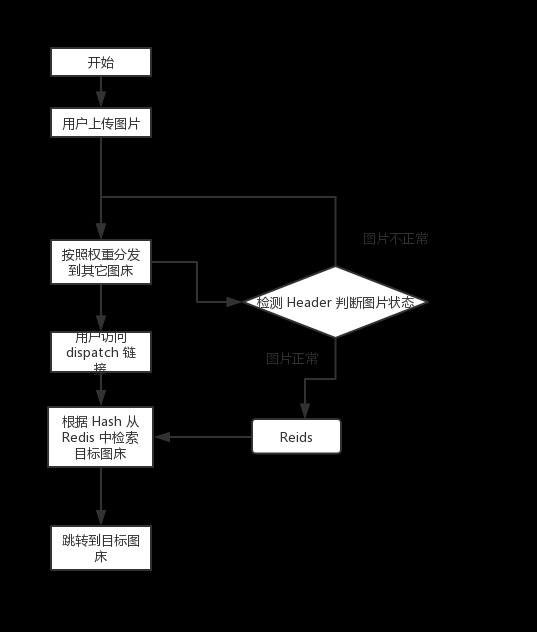 开始
用户上传图片
图片不正常
按照权重分发
到其它图床
检测 Header 判断图片状态
用户访问
dispatch 链
接
图片正常
根据 Hash 从
Redis 中检索
目标图床
Reids
跳转到目标图
床